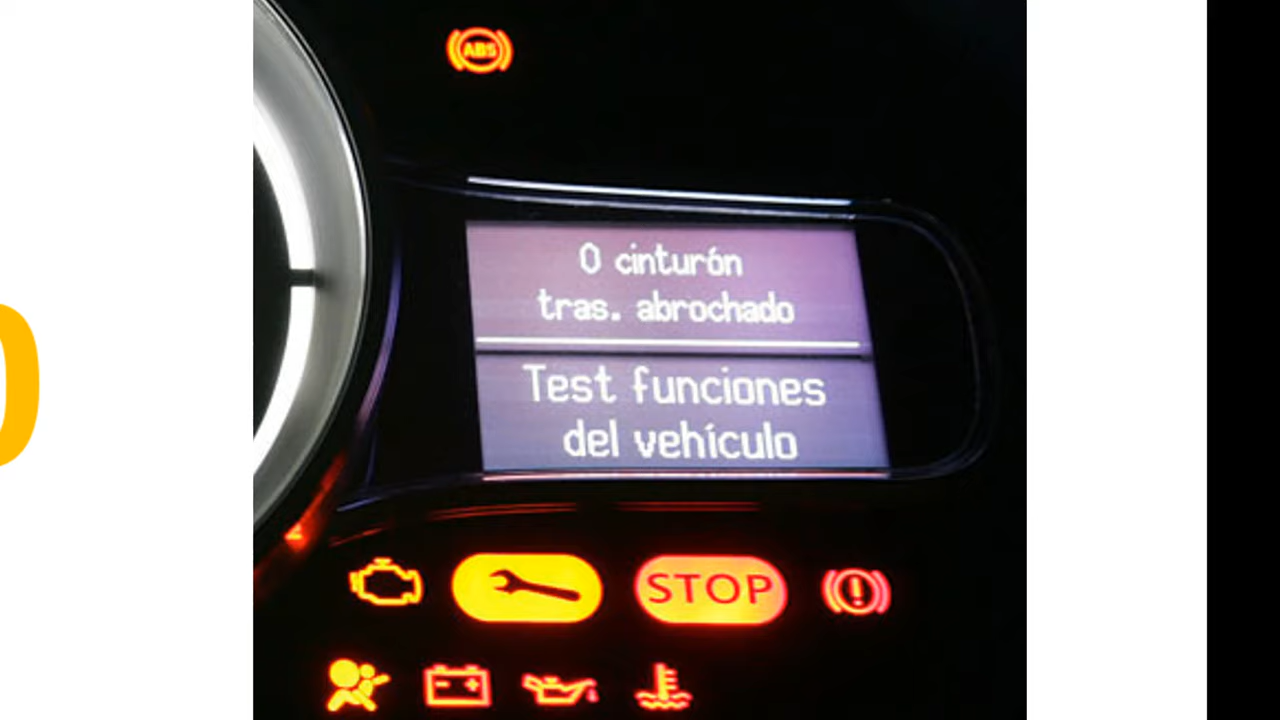 ABS
0 cinturón
tras. abrochado
Test funciones
del vehículo
STOP